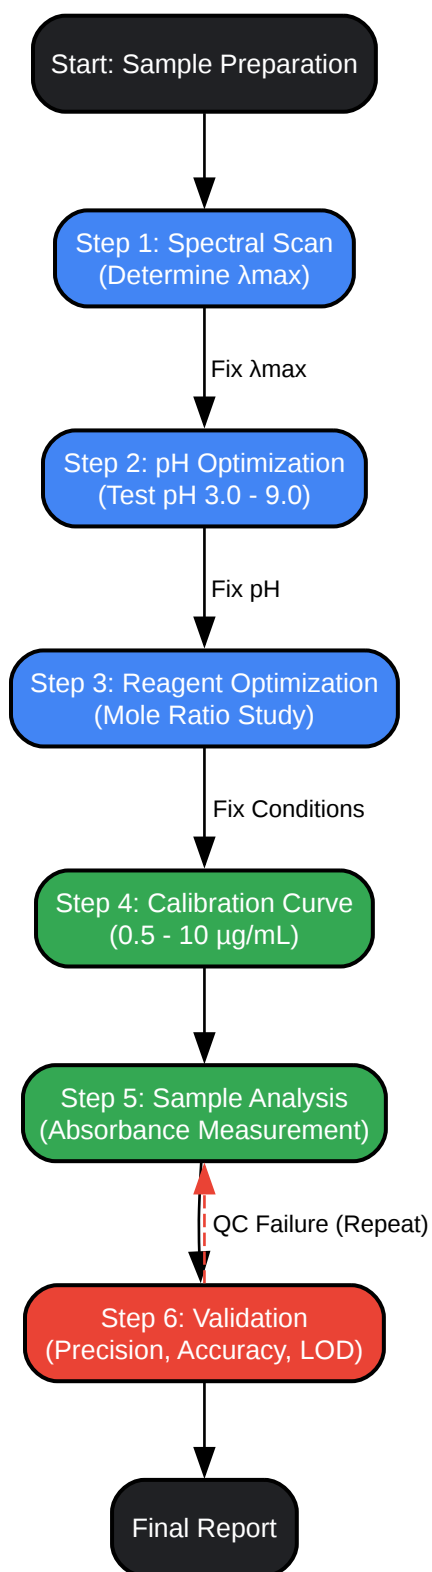 Start: Sample Preparation
Step 1: Spectral Scan
(Determine λmax)
Fix λmax
Step 2: pH Optimization
(Test pH 3.0 - 9.0)
Fix pH
Step 3: Reagent Optimization
(Mole Ratio Study)
Fix Conditions
Step 4: Calibration Curve
(0.5 - 10 µg/mL)
Step 5: Sample Analysis
(Absorbance Measurement)
QC Failure (Repeat)
Step 6: Validation
(Precision, Accuracy, LOD)
Final Report